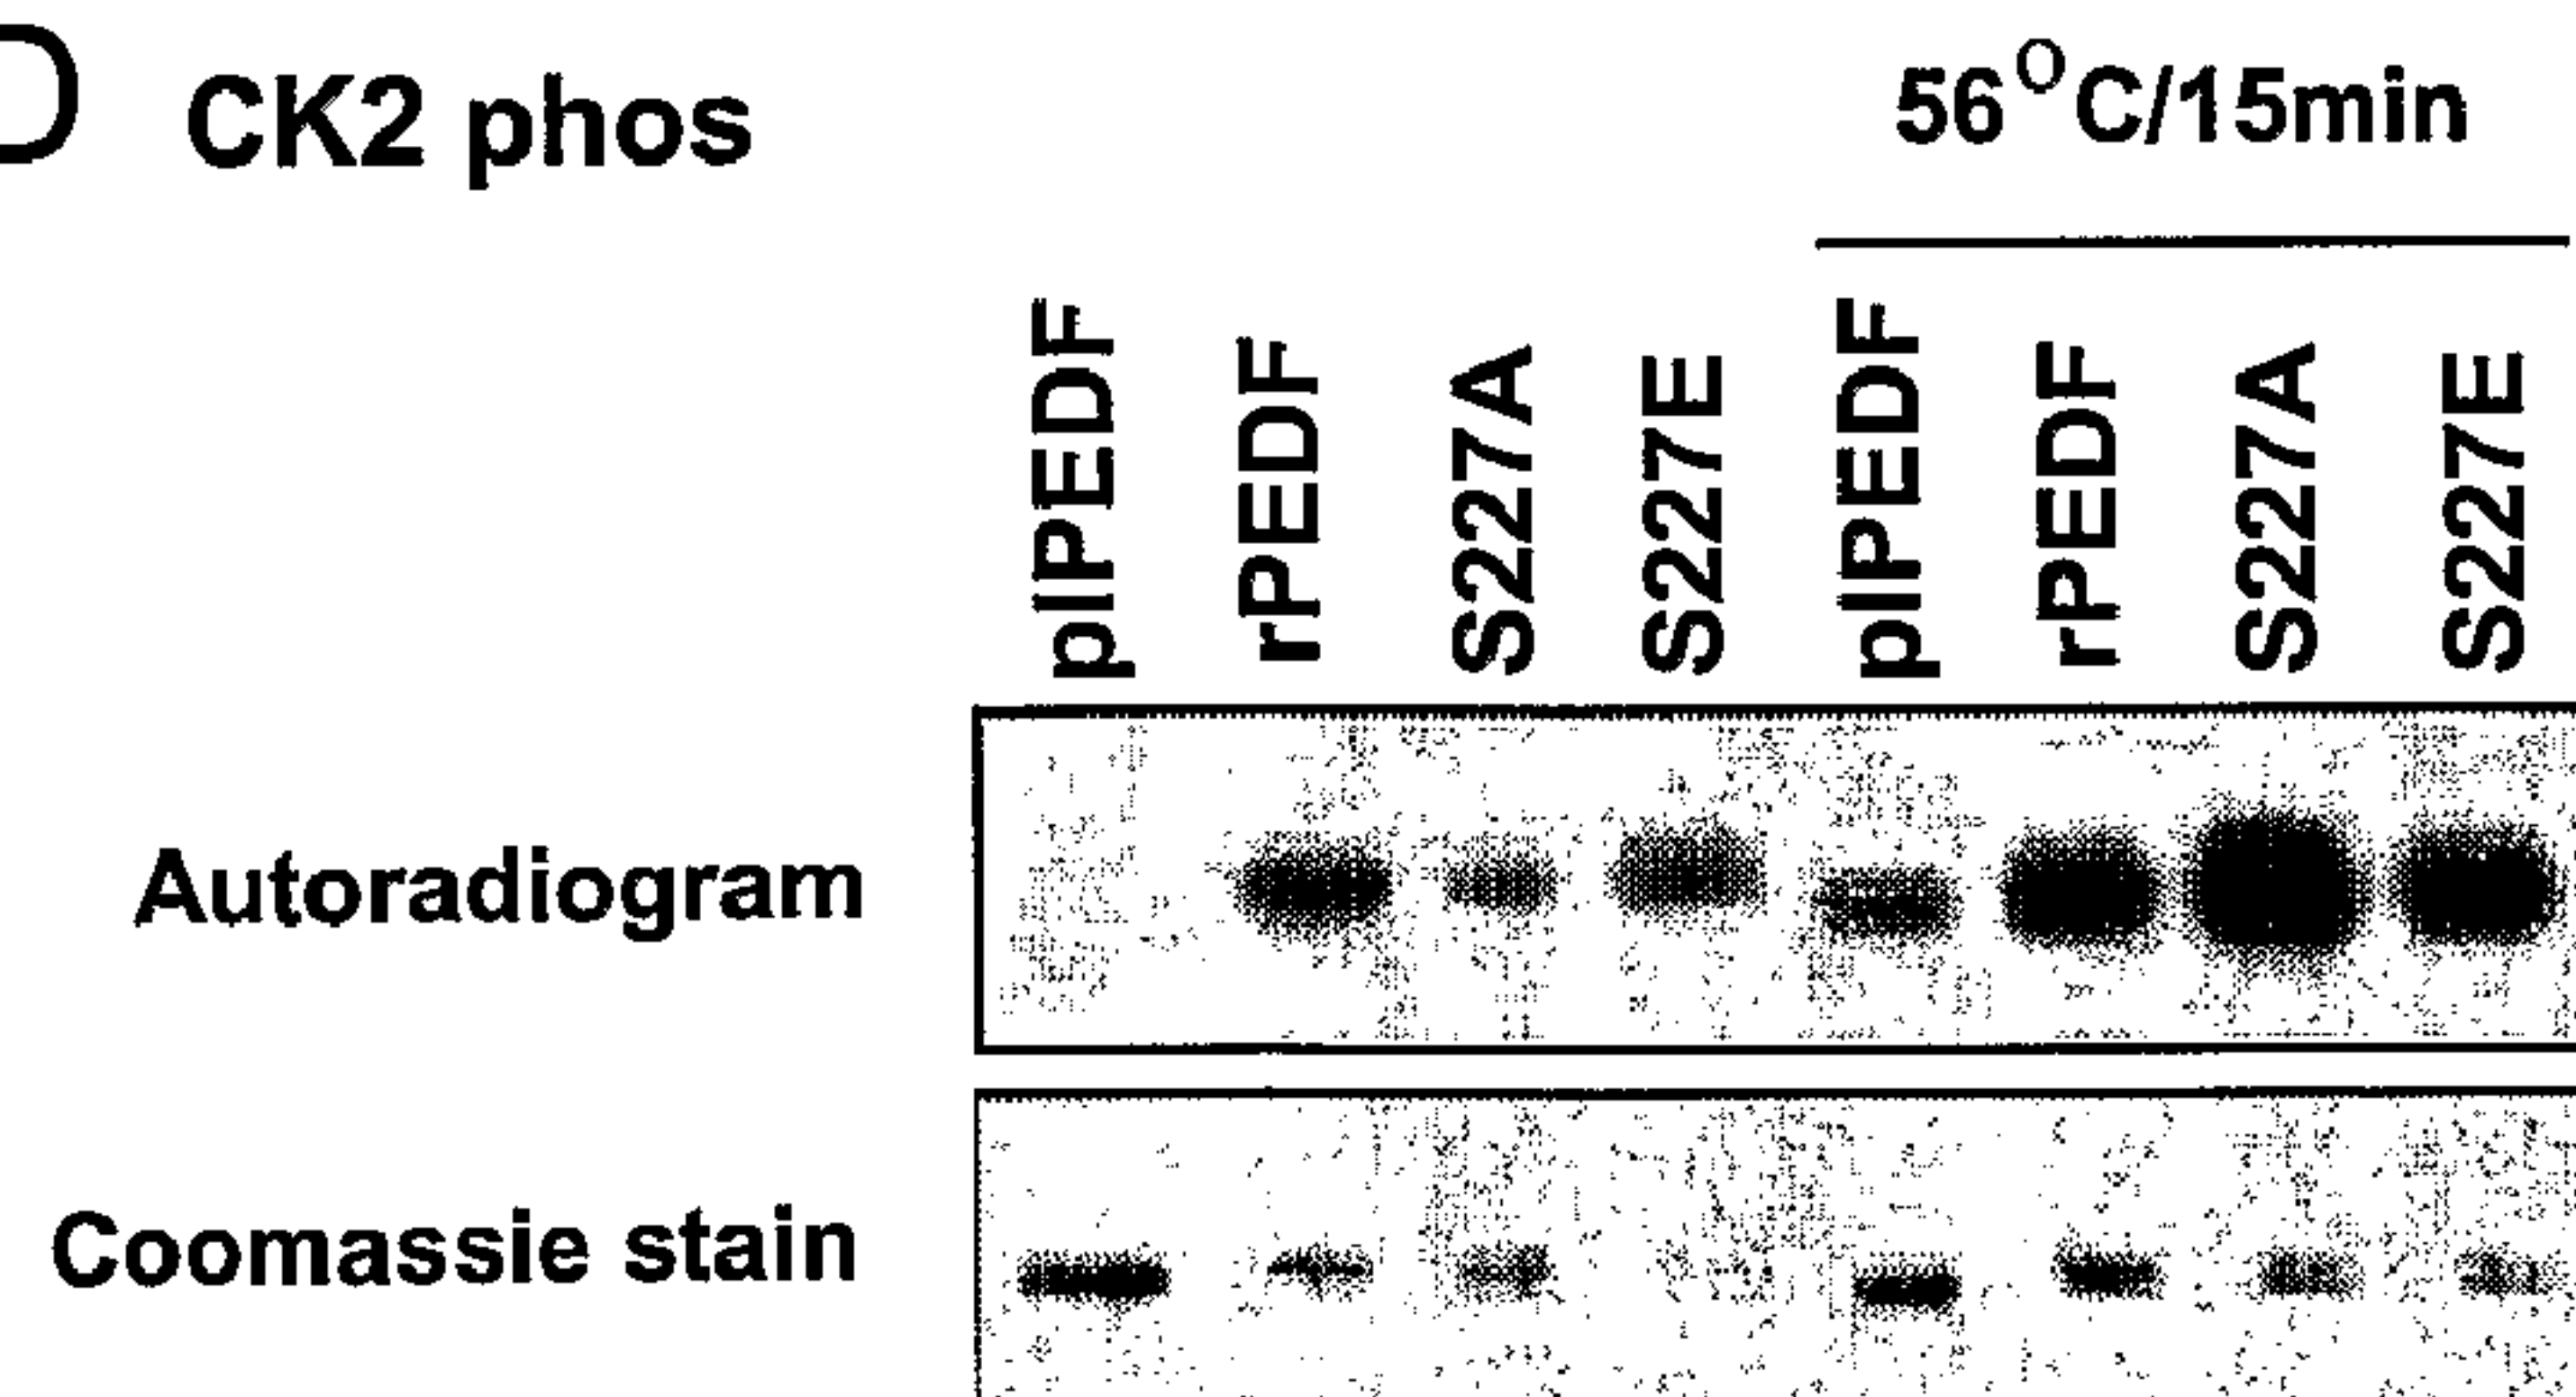 D CK2 phos
56°C/15min
plPEDF rPEDF S227A S227E plPEDF rPEDF S227A S227E
Autoradiogram
Coomassie stain